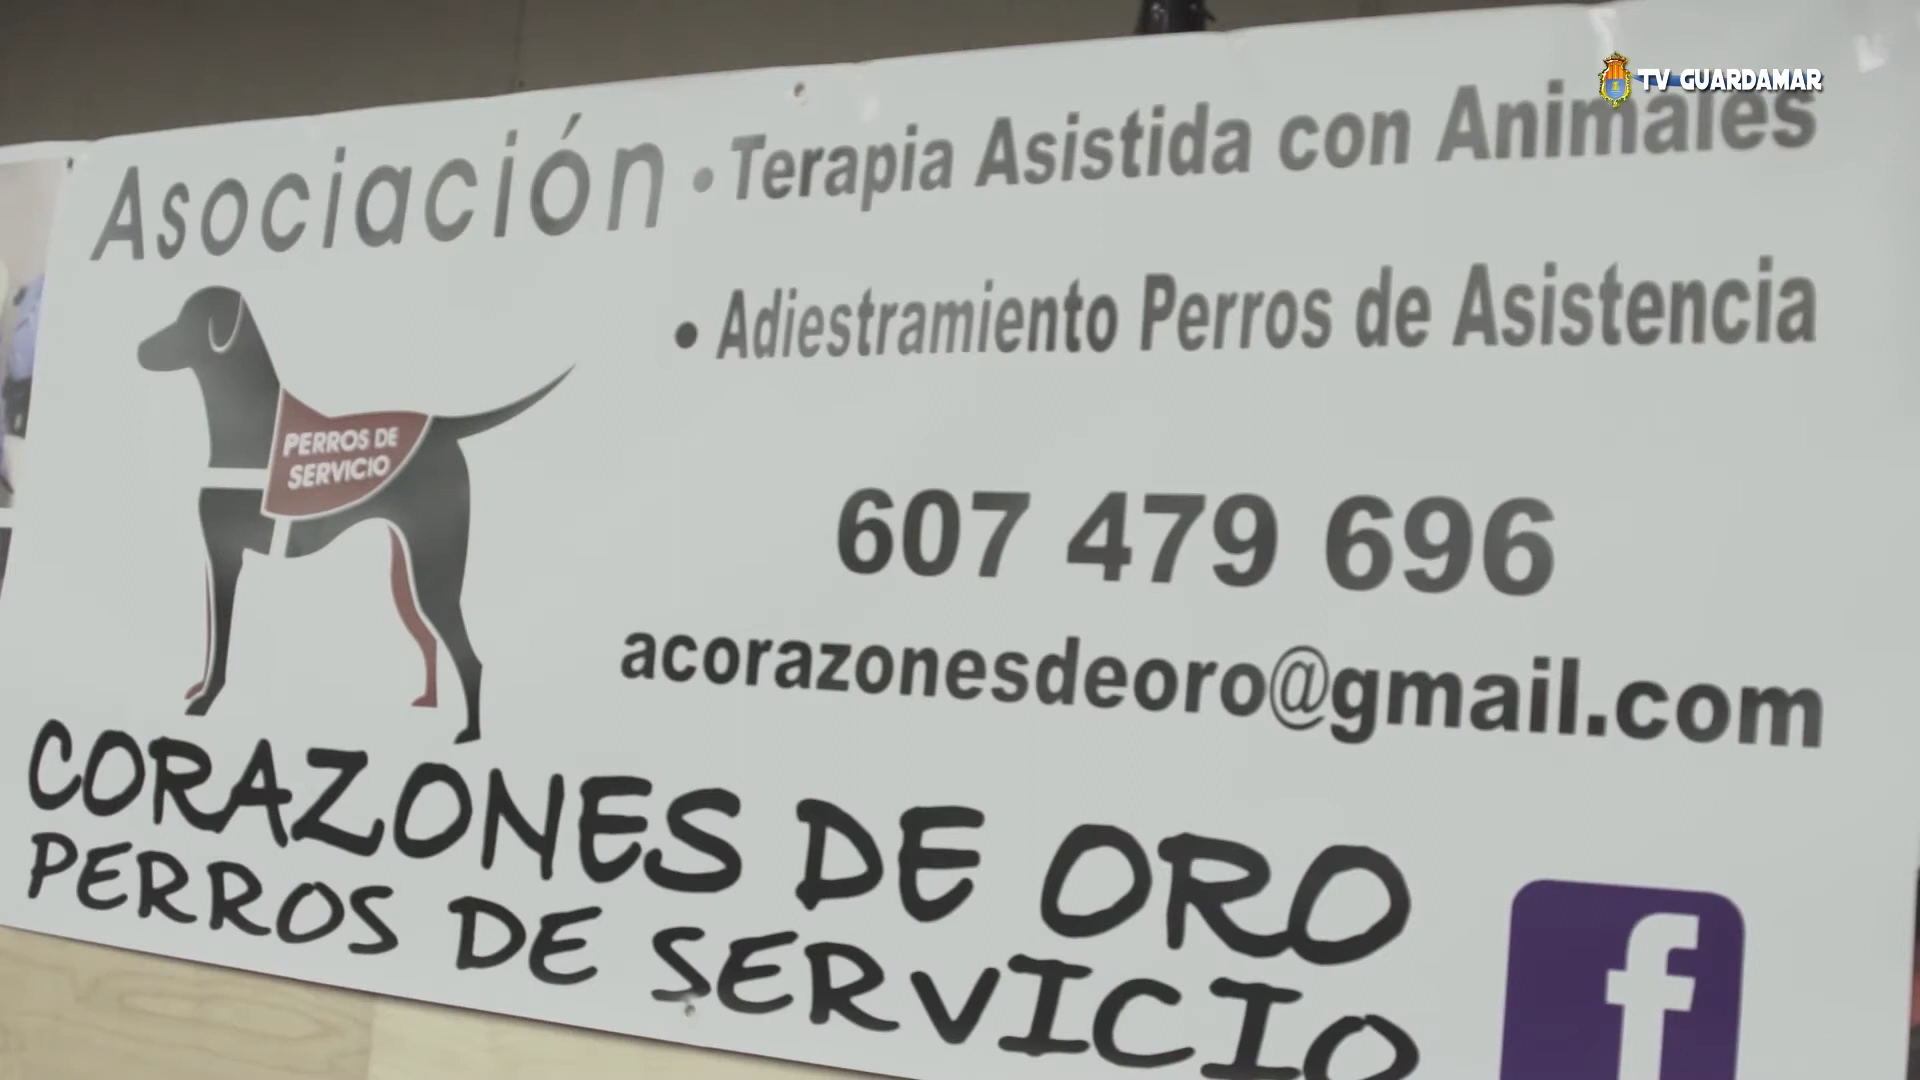 TV GUARDAMAR
Asociación
• Terapia Asistida con Animales
• Adiestramiento Perros de Asistencia
PERROS DE
SERVICIO
607 479 696
acorazonesdeoro@gmail.com
CORAZONES DE ORO
PERROS DE SERVICIO
f